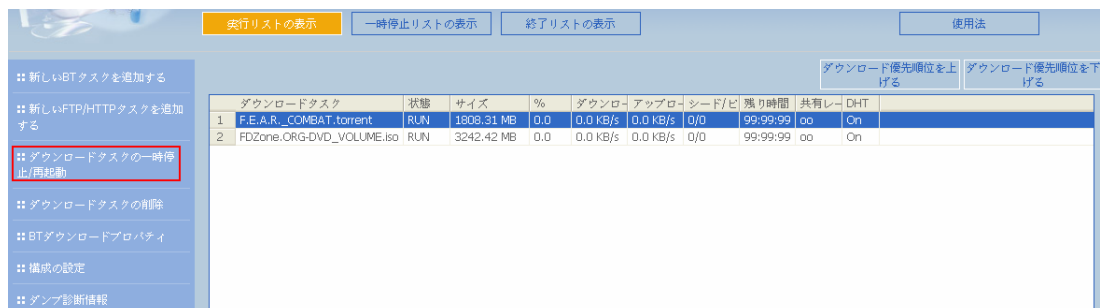 実行リストの表示 一時停止リストの表示 終了リストの表示 使用法
ダウンロード優先順位を上 ダウンロード優先順位を下
げる げる
:: 新しいBTタスクを追加する
:: 新しいFTP/HTTPタスクを追加
する
:: ダウンロードタスクの一時停
止/再起動
:: ダウンロードタスクの削除
:: BTダウンロードプロパティ
:: 構成の設定
:: ダンプ診断情報
ダウンロードタスク 状態 サイズ % ダウンロー アップロー シード/ピ 残り時間 共有レー DHT
1 F.E.A.R._COMBAT.torrent RUN 1808.31 MB 0.0 0.0 KB/s 0.0 KB/s 0/0 99:99:99 oo On
2 FDZone.ORG-DVD_VOLUME.iso RUN 3242.42 MB 0.0 0.0 KB/s 0.0 KB/s 0/0 99:99:99 oo On